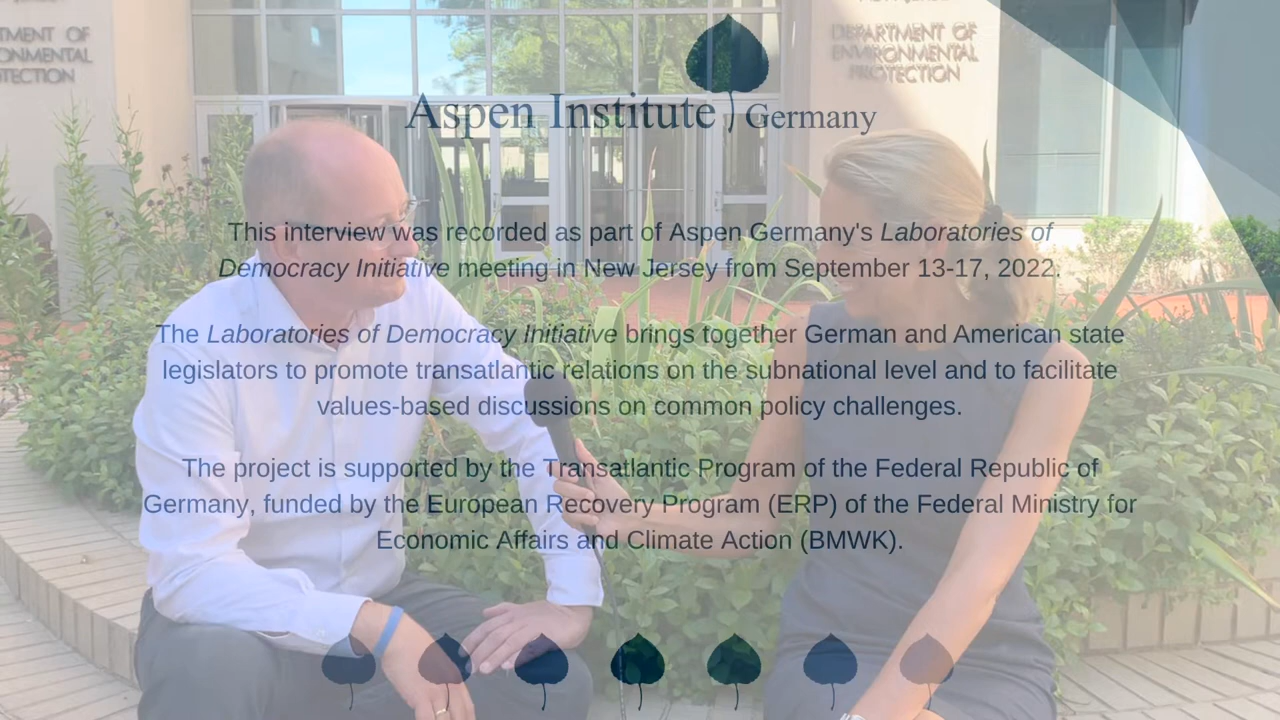 TMENT OF
ONMENTAL
TECTION
DEPARTMENT OF
ENVIRONMENTAL
PROTECTION
Aspen Institute Germany
This interview was recorded as part of Aspen Germany's Laboratories of
Democracy Initiative meeting in New Jersey from September 13-17, 2022.
The Laboratories of Democracy Initiative brings together German and American state
legislators to promote transatlantic relations on the subnational level and to facilitate
values-based discussions on common policy challenges.
The project is supported by the Transatlantic Program of the Federal Republic of
Germany, funded by the European Recovery Program (ERP) of the Federal Ministry for
Economic Affairs and Climate Action (BMWK).